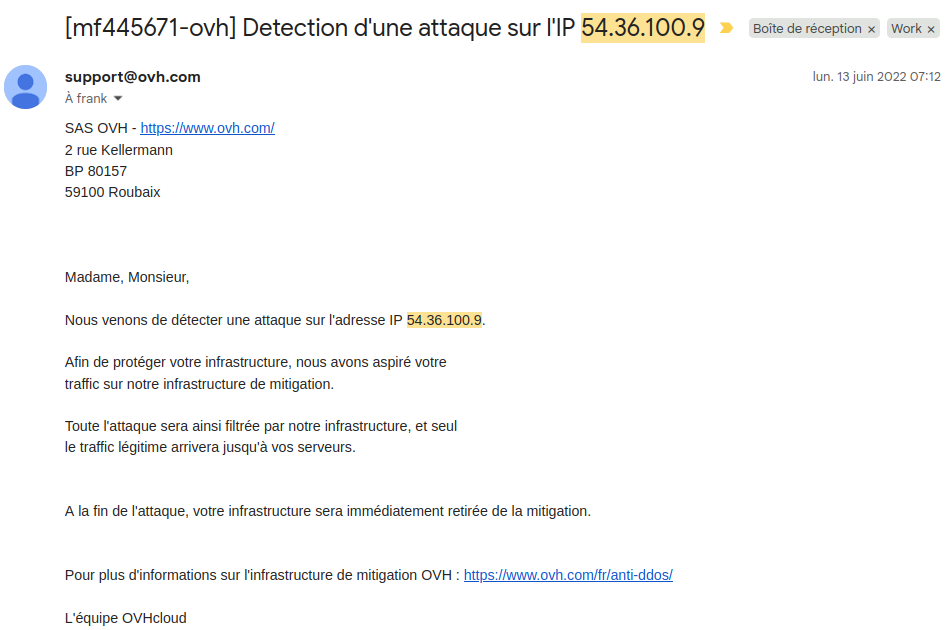 [mf445671-ovh] Detection d'une attaque sur l'IP 54.36.100.9
Boîte de réception ×
Work ×
support@ovh.com
lun. 13 juin 2022 07:12
À frank
SAS OVH - https://www.ovh.com/
2 rue Kellermann
BP 80157
59100 Roubaix
Madame, Monsieur,
Nous venons de détecter une attaque sur l'adresse IP 54.36.100.9.
Afin de protéger votre infrastructure, nous avons aspiré votre
traffic sur notre infrastructure de mitigation.
Toute l'attaque sera ainsi filtrée par notre infrastructure, et seul
le traffic légitime arrivera jusqu'à vos serveurs.
A la fin de l'attaque, votre infrastructure sera immédiatement retirée de la mitigation.
Pour plus d'informations sur l'infrastructure de mitigation OVH : https://www.ovh.com/fr/anti-ddos/
L'équipe OVHcloud